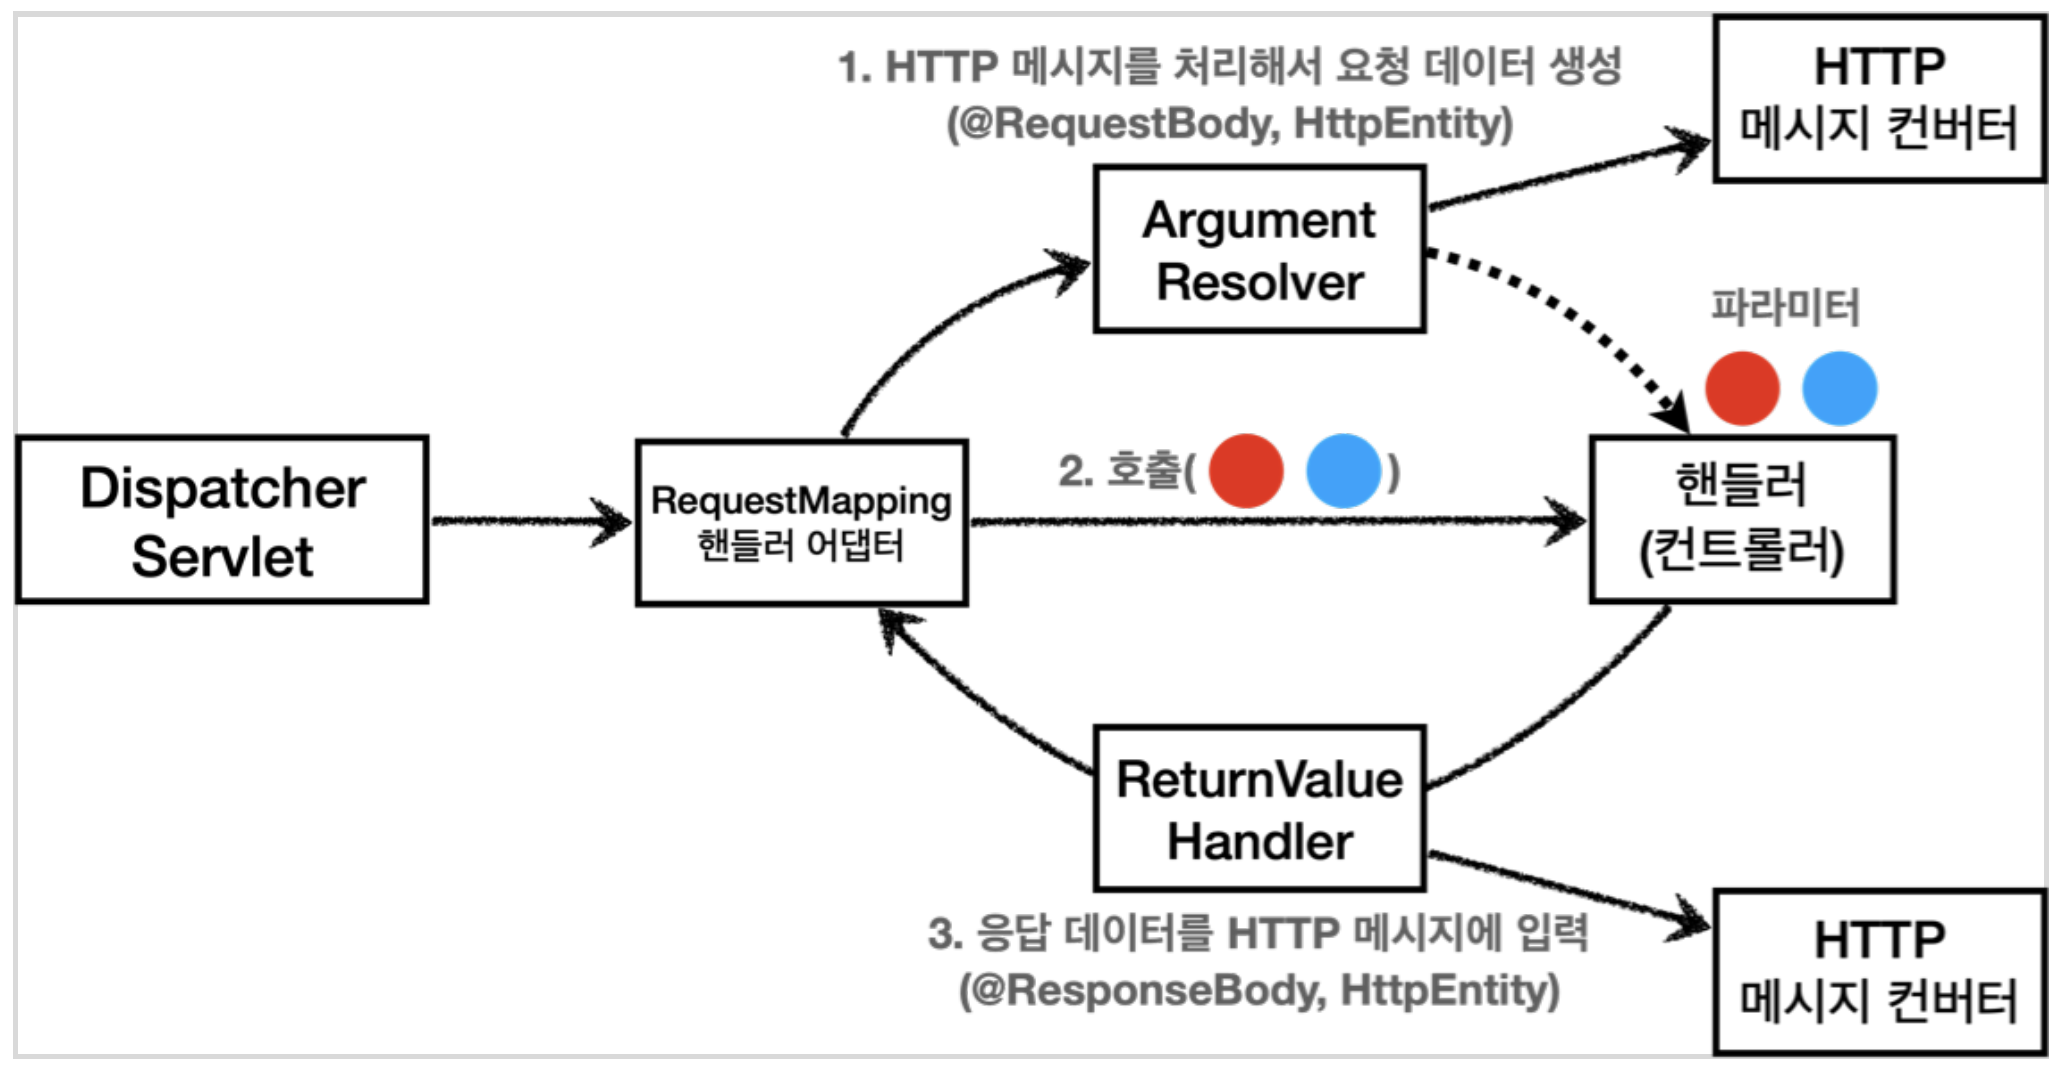 1. HTTP 메시지를 처리해서 요청 데이터 생성
(@RequestBody, HttpEntity)
HTTP
메시지 컨버터
Argument
Resolver
파라미터
Dispatcher
Servlet
RequestMapping
핸들러 어댑터
2. 호출( )
핸들러
(컨트롤러)
ReturnValue
Handler
3. 응답 데이터를 HTTP 메시지에 입력
(@ResponseBody, HttpEntity)
HTTP
메시지 컨버터